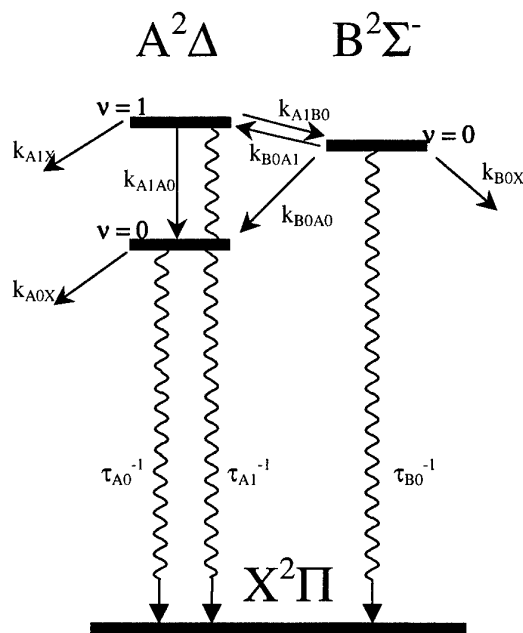 A²Δ B²Σ⁻
ν = 1
k_A1B0
ν = 0
k_A1X
k_B0A1
k_A1A0
k_B0X
k_B0A0
ν = 0
k_A0X
τ_A0⁻¹ τ_A1⁻¹ τ_B0⁻¹
X²Π